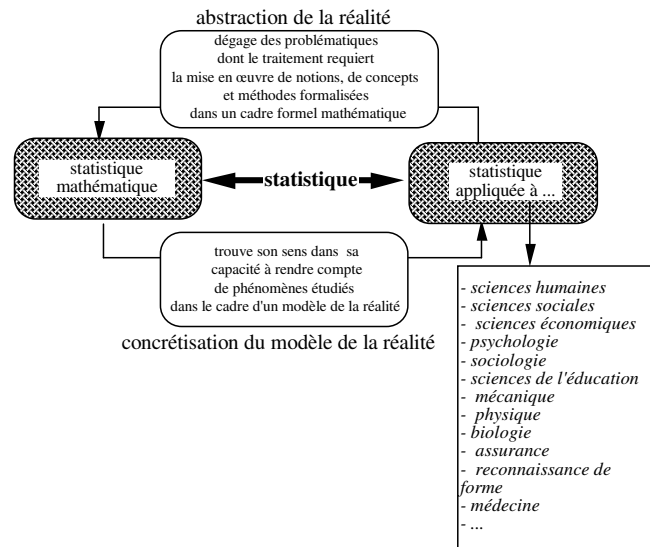 abstraction de la réalité
dégage des problématiques
dont le traitement requiert
la mise en œuvre de notions, de concepts
et méthodes formalisées
dans un cadre formel mathématique
statistique
mathématique
statistique
statistique
appliquée à ...
trouve son sens dans sa
capacité à rendre compte
de phénomènes étudiés
dans le cadre d'un modèle de la réalité
concrétisation du modèle de la réalité
- sciences humaines
- sciences sociales
- sciences économiques
- psychologie
- sociologie
- sciences de l'éducation
- mécanique
- physique
- biologie
- assurance
- reconnaissance de
forme
- médecine
- ...